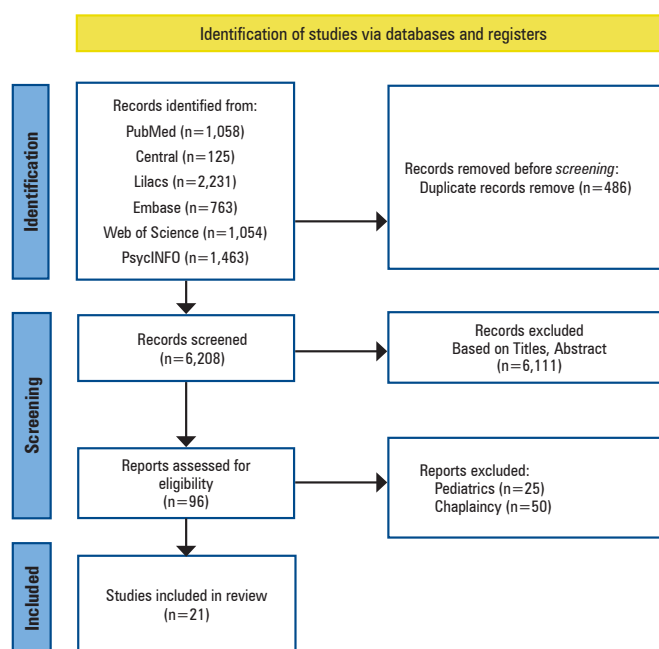 Identification of studies via databases and registers
Identification
Records identified from:
PubMed (n=1,058)
Central (n=125)
Lilacs (n=2,231)
Embase (n=763)
Web of Science (n=1,054)
PsycINFO (n=1,463)
Records removed before screening:
Duplicate records remove (n=486)
Screening
Records screened
(n=6,208)
Records excluded
Based on Titles, Abstract
(n=6,111)
Reports assessed for
eligibility
(n=96)
Reports excluded:
Pediatrics (n=25)
Chaplaincy (n=50)
Included
Studies included in review
(n=21)